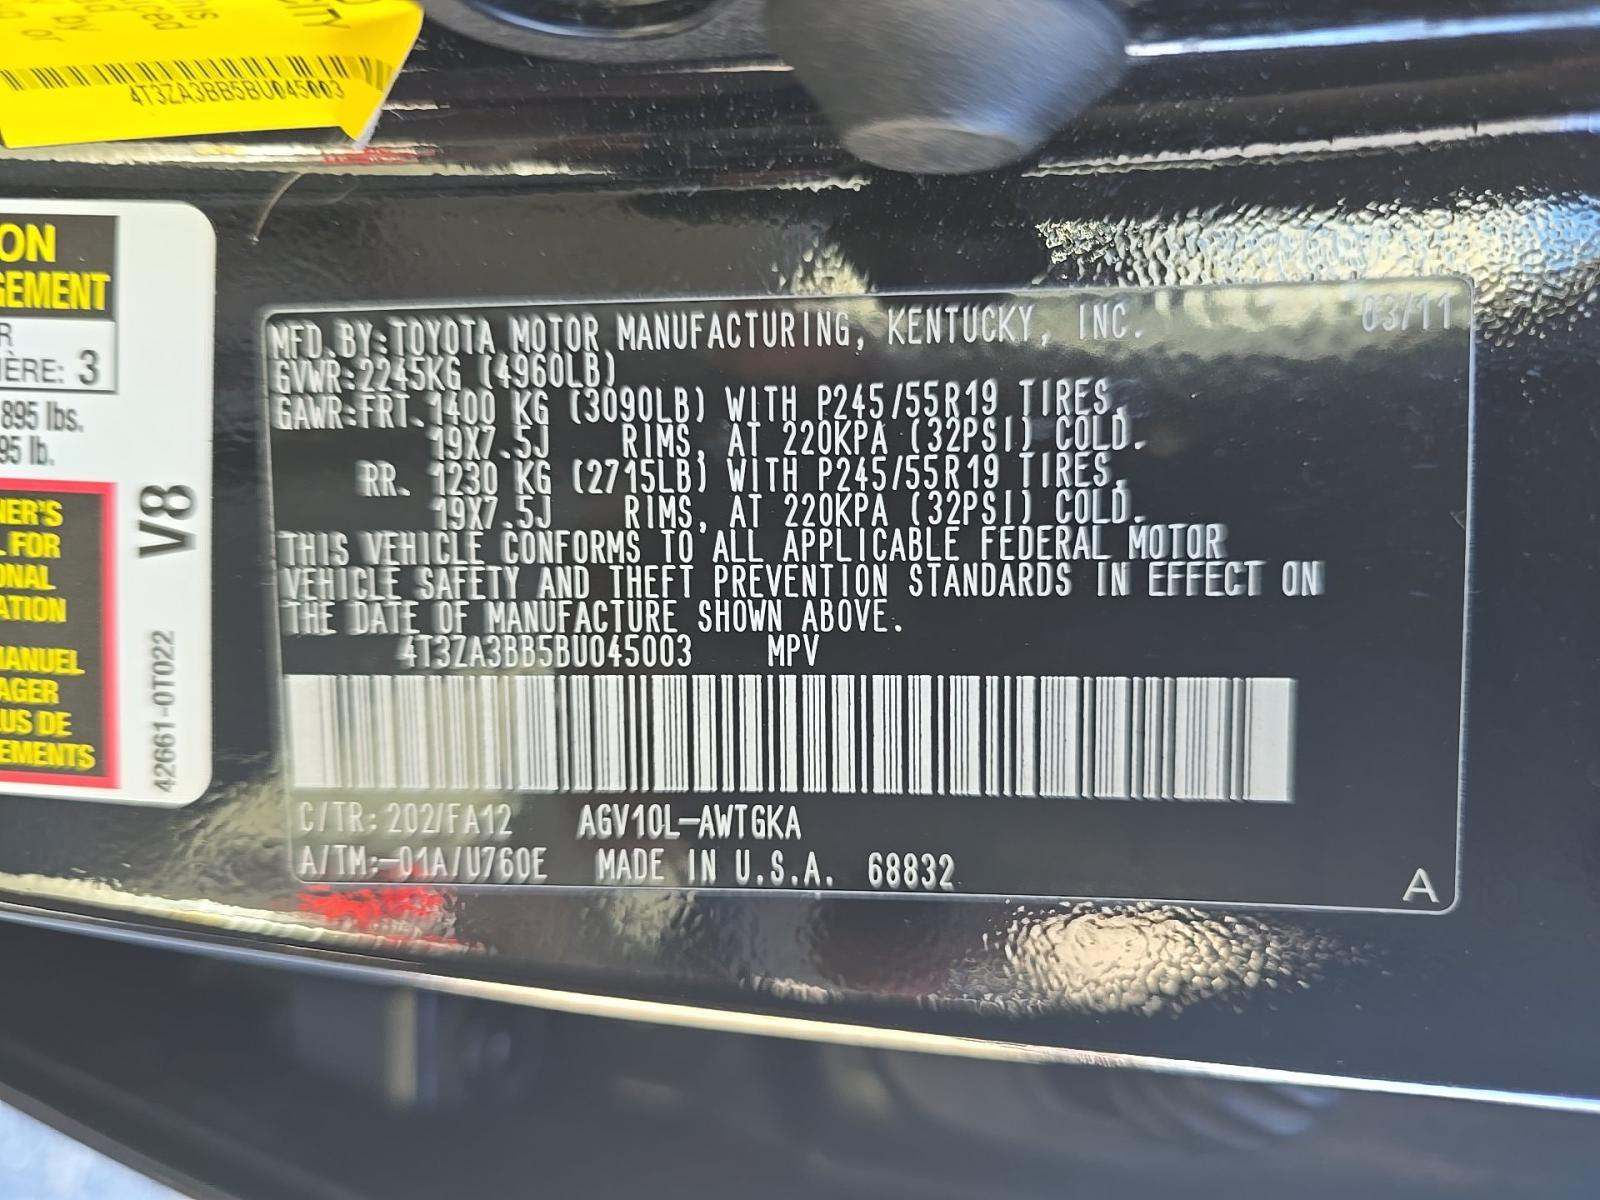 by
or
4T3ZA3BB5BU045003
ON
GEMENT
R
IÈRE: 3
895 lbs.
95 lb.
NER'S
L FOR
ONAL
ATION
MANUEL
AGER
LUS DE
EMENTS
V8
42661-0T022
MFD.BY:TOYOTA MOTOR MANUFACTURING, KENTUCKY, INC. 03/11
GVWR:2245KG (4960LB)
GAWR:FRT. 1400 KG (3090LB) WITH P245/55R19 TIRES,
19X7.5J RIMS, AT 220KPA (32PSI) COLD.
RR. 1230 KG (2715LB) WITH P245/55R19 TIRES,
19X7.5J RIMS, AT 220KPA (32PSI) COLD.
THIS VEHICLE CONFORMS TO ALL APPLICABLE FEDERAL MOTOR
VEHICLE SAFETY AND THEFT PREVENTION STANDARDS IN EFFECT ON
THE DATE OF MANUFACTURE SHOWN ABOVE.
4T3ZA3BB5BU045003 MPV
C/TR:202/FA12 AGV10L-AWTGKA
A/TM:-01A/U760E MADE IN U.S.A. 68832
A